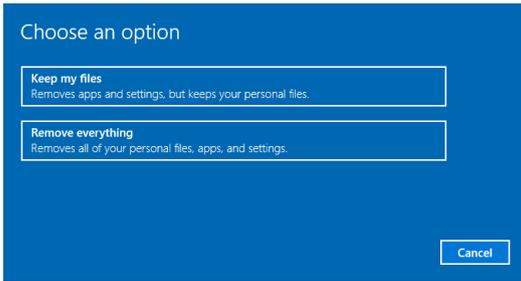 Choose an option
Keep my files
Removes apps and settings, but keeps your personal files.
Remove everything
Removes all of your personal files, apps, and settings.
Cancel